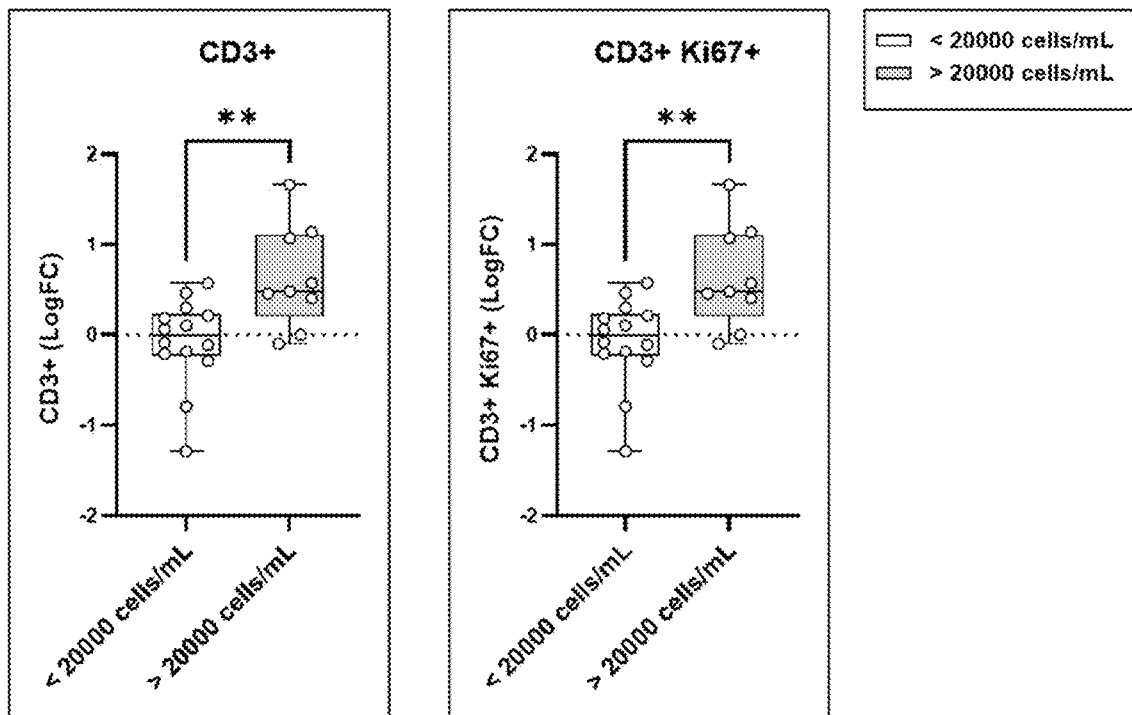 CD3+
**
CD3+ (LogFC)
2
1
0
-1
-2
< 20000 cells/mL
> 20000 cells/mL
CD3+ Ki67+
**
CD3+ Ki67+ (LogFC)
2
1
0
-1
-2
< 20000 cells/mL
> 20000 cells/mL
< 20000 cells/mL
> 20000 cells/mL